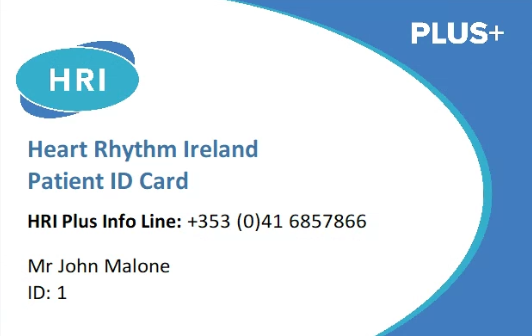 PLUS+
HRI
Heart Rhythm Ireland
Patient ID Card
HRI Plus Info Line: +353 (0)41 6857866
Mr John Malone
ID: 1